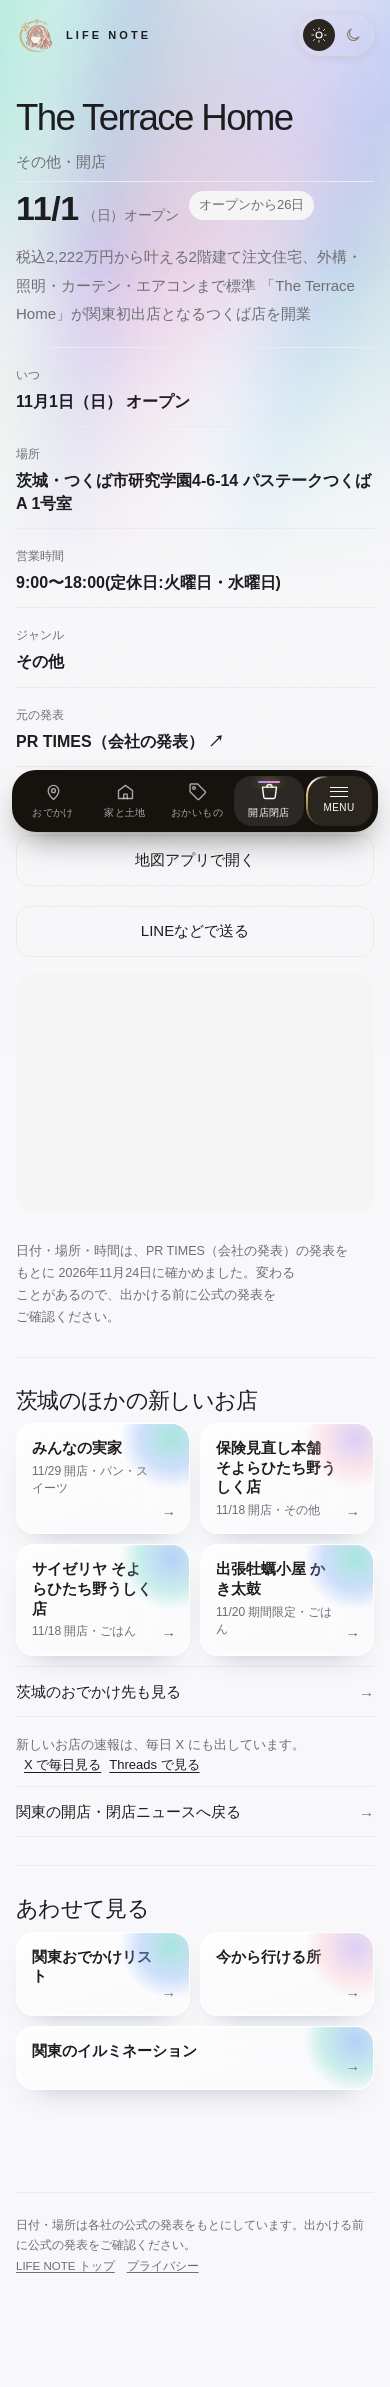 LIFE NOTE
The Terrace Home
その他・開店
11/1 （日）オープン オープンから26日
税込2,222万円から叶える2階建て注文住宅、外構・
照明・カーテン・エアコンまで標準 「The Terrace
Home」が関東初出店となるつくば店を開業
いつ
11月1日（日） オープン
場所
茨城・つくば市研究学園4-6-14 パステークつくば
A 1号室
営業時間
9:00〜18:00(定休日:火曜日・水曜日)
ジャンル
その他
元の発表
PR TIMES（会社の発表） ↗
おでかけ 家と土地 おかいもの 開店閉店 MENU
地図アプリで開く
LINEなどで送る
日付・場所・時間は、PR TIMES（会社の発表）の発表を
もとに 2026年11月24日に確かめました。変わる
ことがあるので、出かける前に公式の発表を
ご確認ください。
茨城のほかの新しいお店
みんなの実家
11/29 開店・パン・ス
イーツ
→
保険見直し本舗
そよらひたち野う
しく店
11/18 開店・その他 →
サイゼリヤ そよ
らひたち野うしく
店
11/18 開店・ごはん →
出張牡蠣小屋 か
き太鼓
11/20 期間限定・ごは
ん →
茨城のおでかけ先も見る →
新しいお店の速報は、毎日 X にも出しています。
X で毎日見る Threads で見る
関東の開店・閉店ニュースへ戻る →
あわせて見る
関東おでかけリス
ト
→
今から行ける所
→
関東のイルミネーション
→
日付・場所は各社の公式の発表をもとにしています。出かける前
に公式の発表をご確認ください。
LIFE NOTE トップ プライバシー